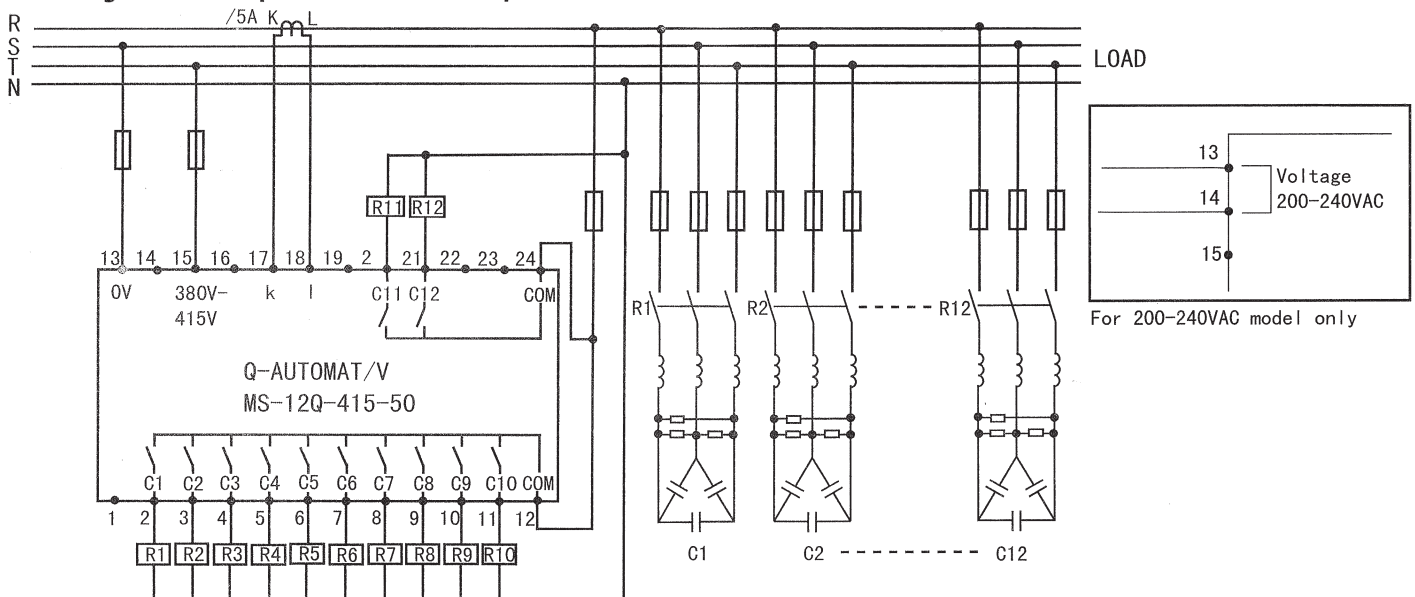 /5A K L
R
S
T
N
LOAD
R11 R12
13 14 15 16 17 18 19 2 21 22 23 24
0V 380V-
415V
k l C11 C12 COM
Q-AUTOMAT/V
MS-12Q-415-50
C1 C2 C3 C4 C5 C6 C7 C8 C9 C10 COM
1 2 3 4 5 6 7 8 9 10 11 12
R1 R2 R3 R4 R5 R6 R7 R8 R9 R10
R1 R2 R12
C1 C2 C12
13
14
15
Voltage
200-240VAC
For 200-240VAC model only